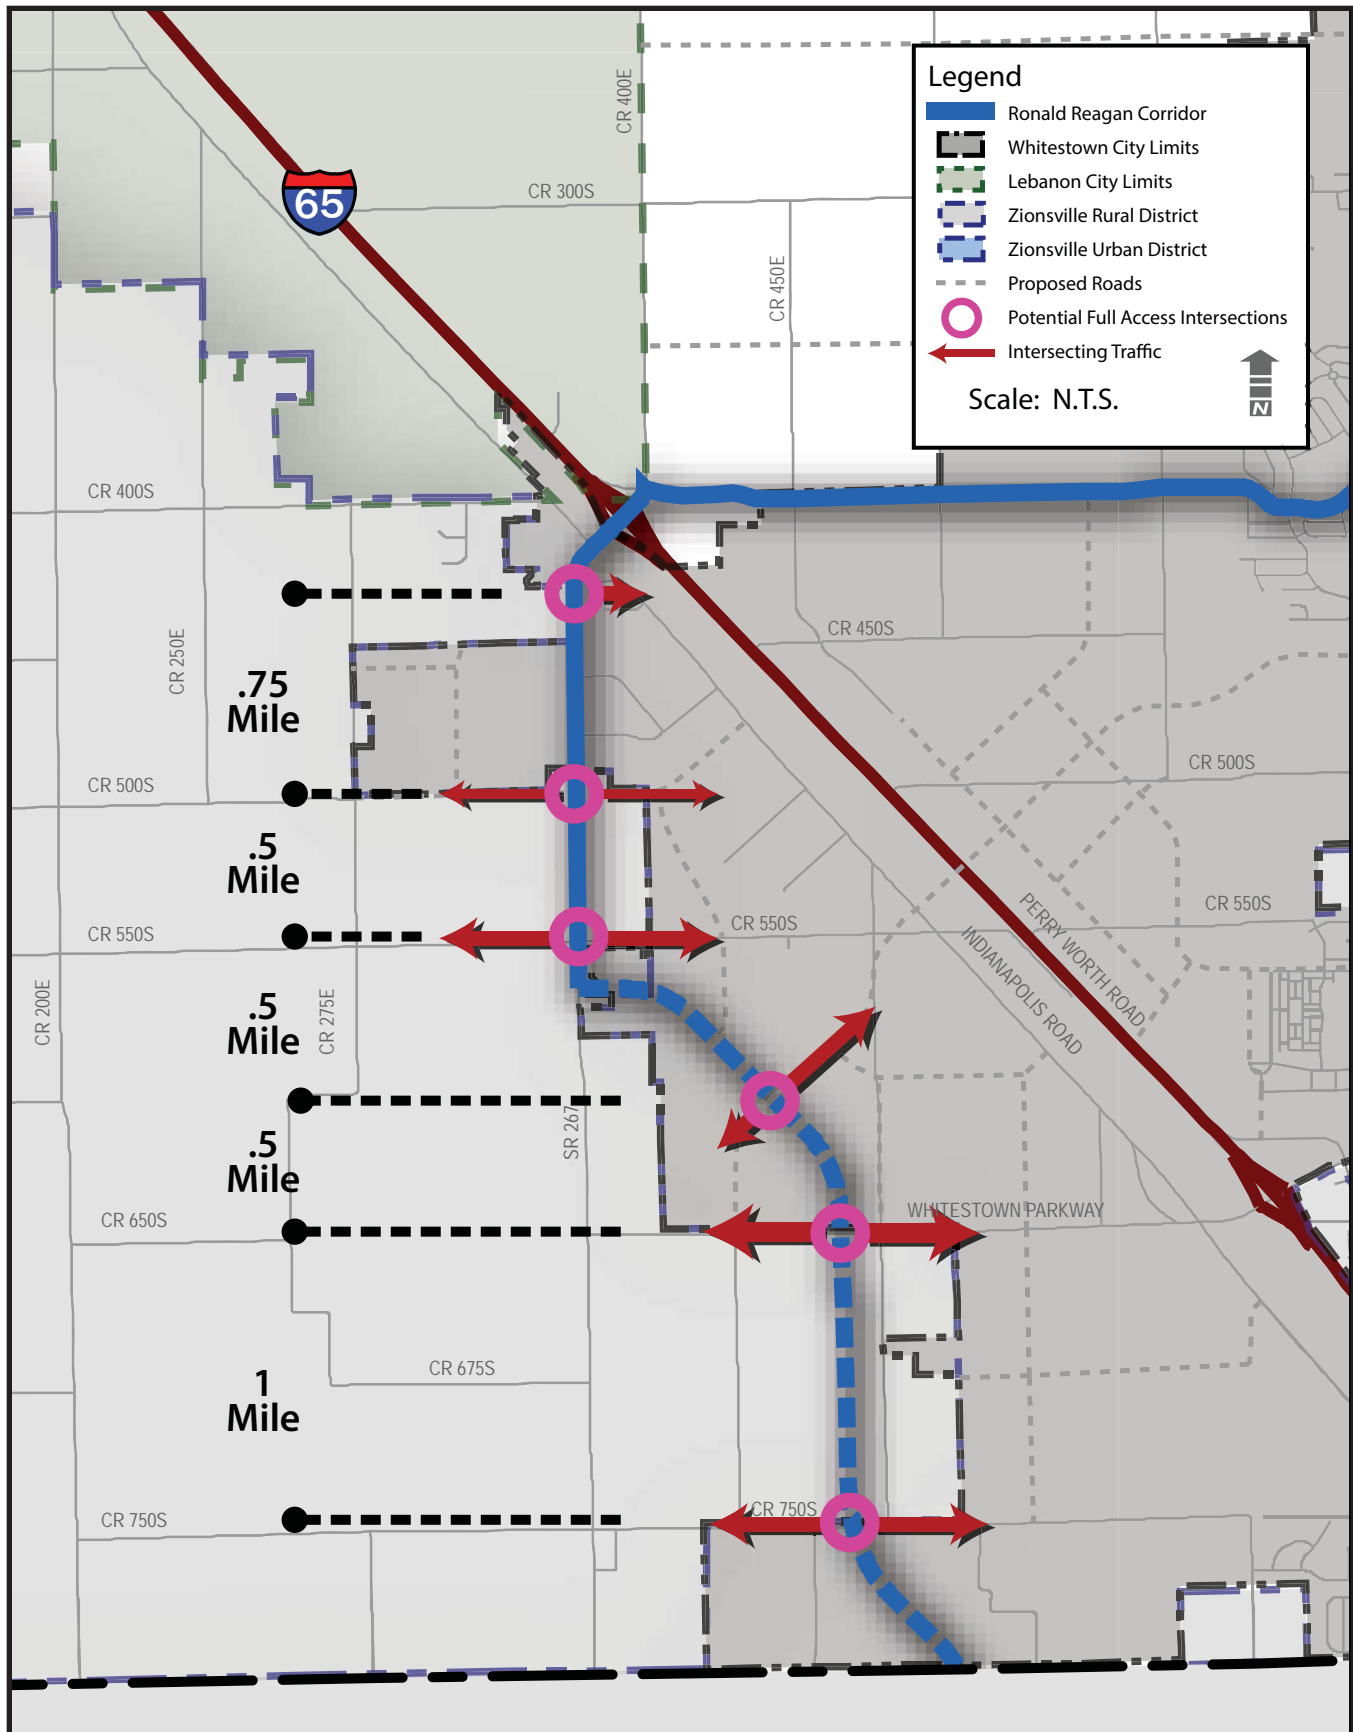 Legend
Ronald Reagan Corridor
Whitestown City Limits
Lebanon City Limits
Zionsville Rural District
Zionsville Urban District
Proposed Roads
Potential Full Access Intersections
Intersecting Traffic
Scale: N.T.S.
N
CR 400E
65
CR 300S
CR 450E
CR 400S
CR 450S
CR 250E
.75
Mile
CR 500S
CR 500S
.5
Mile
CR 550S
CR 550S
CR 550S
PERRY WORTH ROAD
INDIANAPOLIS ROAD
CR 200E
CR 275E
.5
Mile
SR 267
.5
Mile
CR 650S
WHITESTOWN PARKWAY
CR 675S
1
Mile
CR 750S
CR 750S